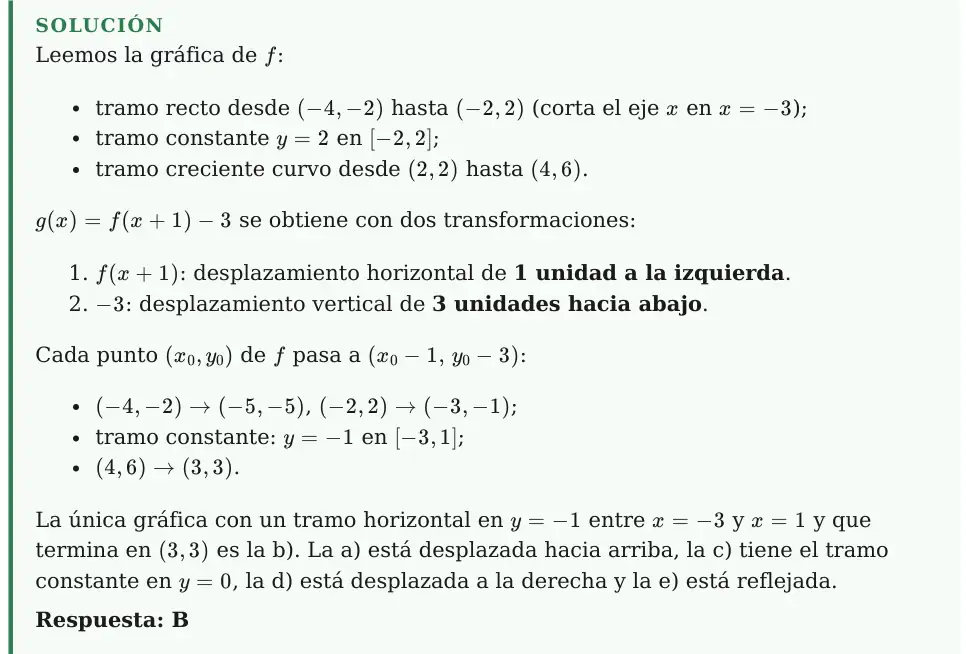 SOLUCIÓN
Leemos la gráfica de f:
• tramo recto desde (−4, −2) hasta (−2, 2) (corta el eje x en x = −3);
• tramo constante y = 2 en [−2, 2];
• tramo creciente curvo desde (2, 2) hasta (4, 6).
g(x) = f(x + 1) − 3 se obtiene con dos transformaciones:
1. f(x + 1): desplazamiento horizontal de 1 unidad a la izquierda.
2. −3: desplazamiento vertical de 3 unidades hacia abajo.
Cada punto (x₀, y₀) de f pasa a (x₀ − 1, y₀ − 3):
• (−4, −2) → (−5, −5), (−2, 2) → (−3, −1);
• tramo constante: y = −1 en [−3, 1];
• (4, 6) → (3, 3).
La única gráfica con un tramo horizontal en y = −1 entre x = −3 y x = 1 y que
termina en (3, 3) es la b). La a) está desplazada hacia arriba, la c) tiene el tramo
constante en y = 0, la d) está desplazada a la derecha y la e) está reflejada.
Respuesta: B